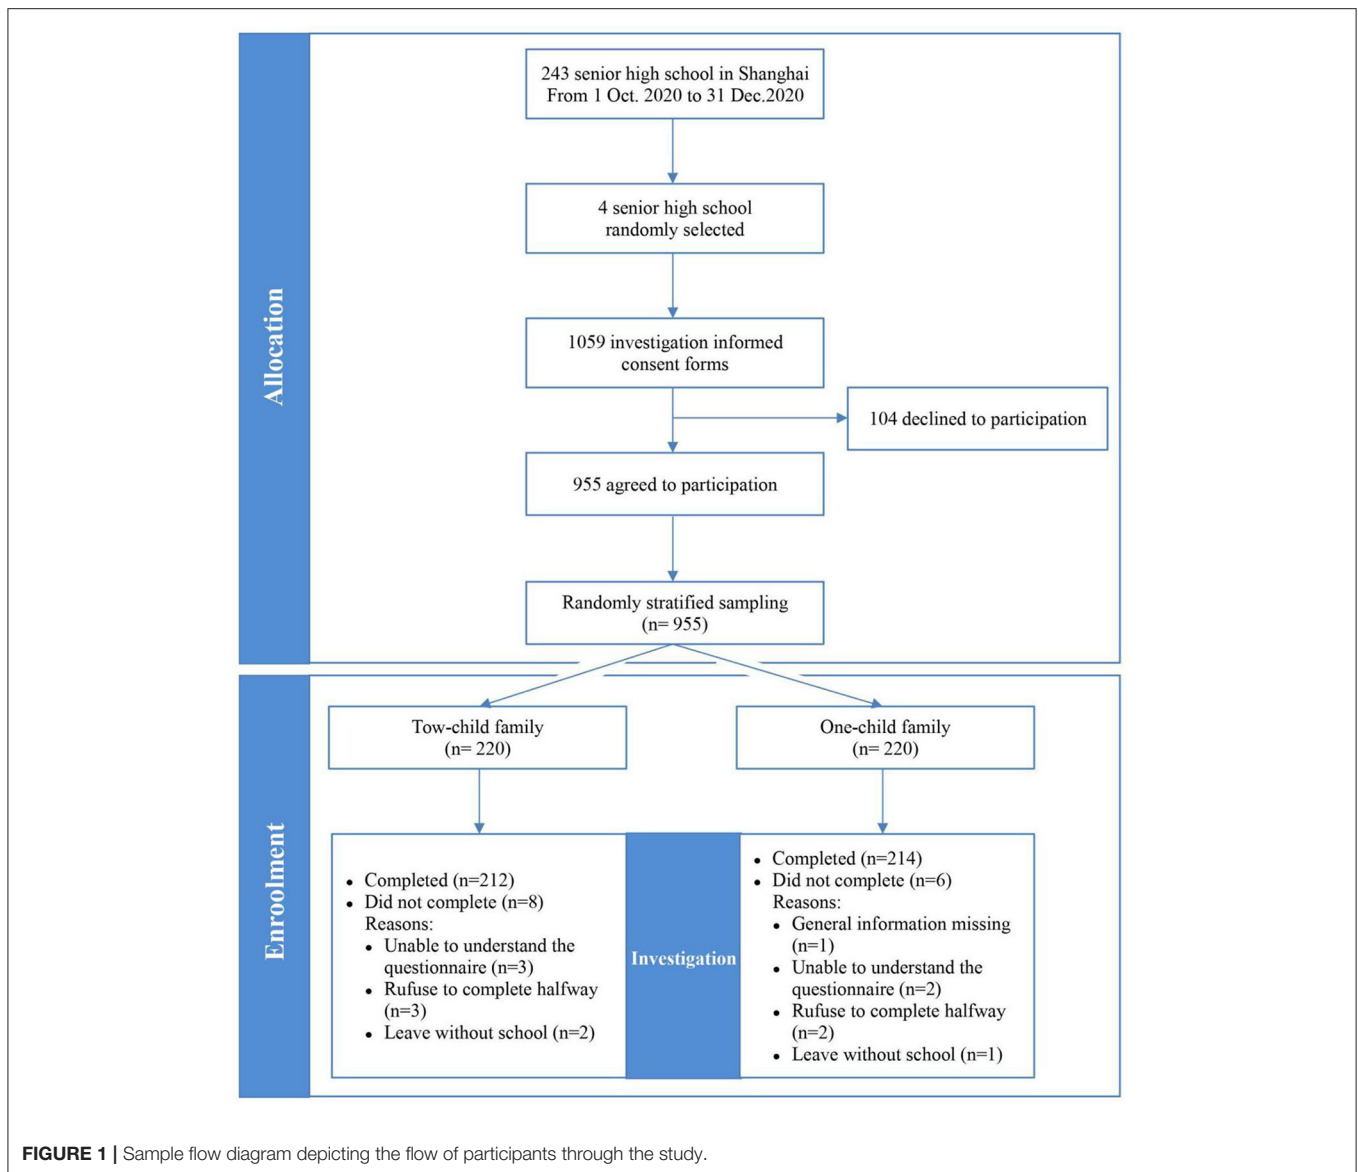 Allocation
243 senior high school in Shanghai
From 1 Oct. 2020 to 31 Dec.2020
4 senior high school
randomly selected
1059 investigation informed
consent forms
104 declined to participation
955 agreed to participation
Randomly stratified sampling
(n= 955)
Enroolment
Tow-child family
(n= 220)
One-child family
(n= 220)
• Completed (n=212)
• Did not complete (n=8)
Reasons:
• Unable to understand the
questionnaire (n=3)
• Rufuse to complete halfway
(n=3)
• Leave without school (n=2)
Investigation
• Completed (n=214)
• Did not complete (n=6)
Reasons:
• General information missing
(n=1)
• Unable to understand the
questionnaire (n=2)
• Rufuse to complete halfway
(n=2)
• Leave without school (n=1)
FIGURE 1 | Sample flow diagram depicting the flow of participants through the study.